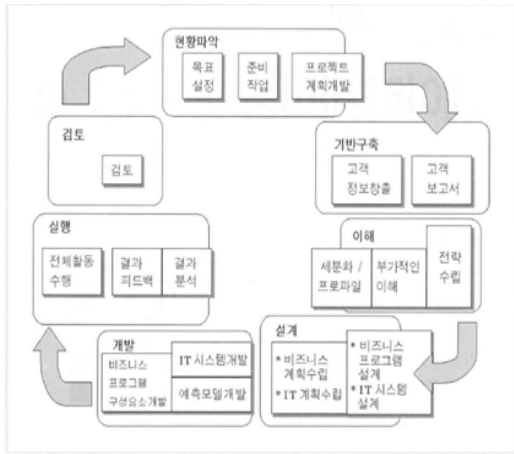 현황파악
목표
설정
준비
작업
프로젝트
계획개발
기반구축
고객
정보창출
고객
보고서
이해
세분화 /
프로파일
부가적인
이해
전략
수립
설계
* 비즈니스
계획수립
* IT 계획수립
* 비즈니스
프로그램
설계
* IT 시스템
설계
개발
비즈니스
프로그램
구성요소개발
IT 시스템개발
예측모델개발
실행
전체활동
수행
결과
피드백
결과
분석
검토
검토